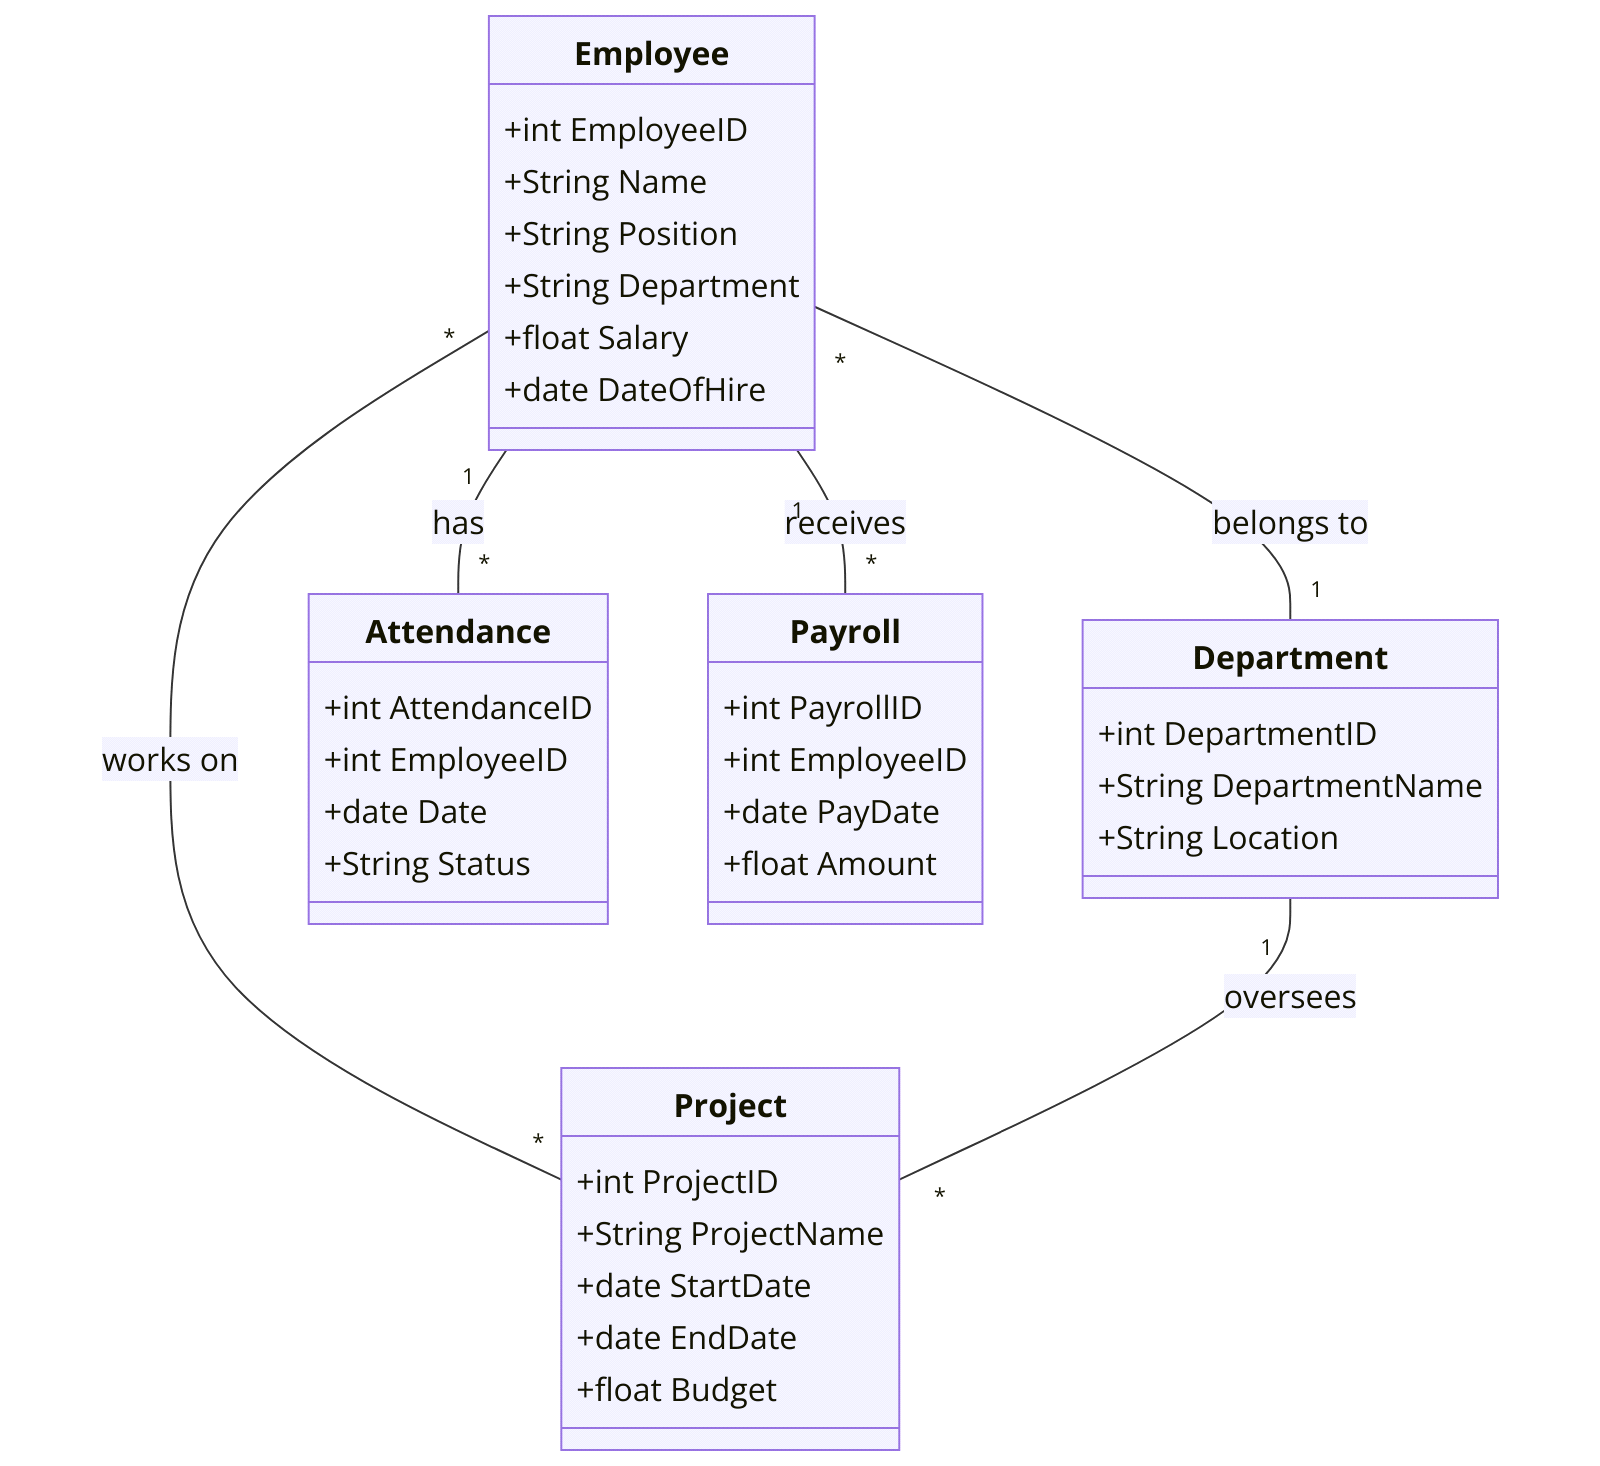 Employee
+int EmployeeID
+String Name
+String Position
+String Department
+float Salary
+date DateOfHire
*
*
1
has
*
1
receives
*
belongs to
1
Attendance
+int AttendanceID
+int EmployeeID
+date Date
+String Status
Payroll
+int PayrollID
+int EmployeeID
+date PayDate
+float Amount
Department
+int DepartmentID
+String DepartmentName
+String Location
works on
1
oversees
*
*
Project
+int ProjectID
+String ProjectName
+date StartDate
+date EndDate
+float Budget